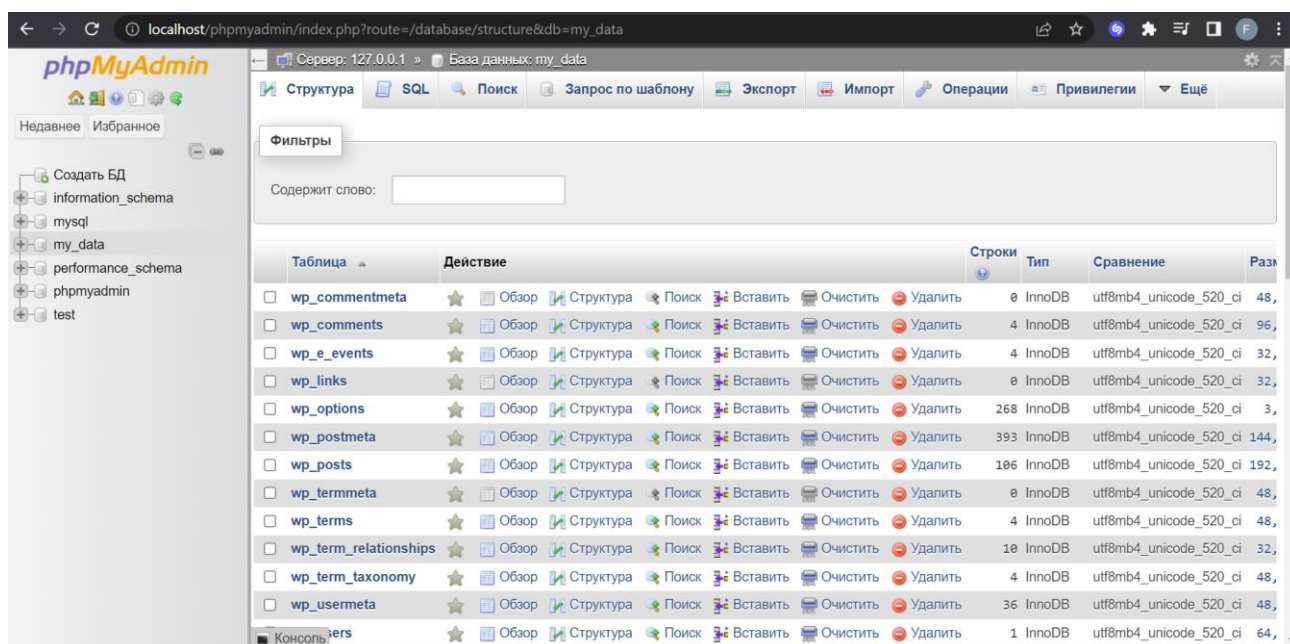 localhost/phpmyadmin/index.php?route=/database/structure&db=my_data
F
phpMyAdmin
Недавнее Избранное
Создать БД
information_schema
mysql
my_data
performance_schema
phpmyadmin
test
Сервер: 127.0.0.1 » База данных: my_data
Структура SQL Поиск Запрос по шаблону Экспорт Импорт Операции Привилегии Ещё
Фильтры
Содержит слово:
Таблица Действие Строки Тип Сравнение Разм
wp_commentmeta Обзор Структура Поиск Вставить Очистить Удалить 0 InnoDB utf8mb4_unicode_520_ci 48,
wp_comments Обзор Структура Поиск Вставить Очистить Удалить 4 InnoDB utf8mb4_unicode_520_ci 96,
wp_e_events Обзор Структура Поиск Вставить Очистить Удалить 4 InnoDB utf8mb4_unicode_520_ci 32,
wp_links Обзор Структура Поиск Вставить Очистить Удалить 0 InnoDB utf8mb4_unicode_520_ci 32,
wp_options Обзор Структура Поиск Вставить Очистить Удалить 268 InnoDB utf8mb4_unicode_520_ci 3,
wp_postmeta Обзор Структура Поиск Вставить Очистить Удалить 393 InnoDB utf8mb4_unicode_520_ci 144,
wp_posts Обзор Структура Поиск Вставить Очистить Удалить 106 InnoDB utf8mb4_unicode_520_ci 192,
wp_termmeta Обзор Структура Поиск Вставить Очистить Удалить 0 InnoDB utf8mb4_unicode_520_ci 48,
wp_terms Обзор Структура Поиск Вставить Очистить Удалить 4 InnoDB utf8mb4_unicode_520_ci 48,
wp_term_relationships Обзор Структура Поиск Вставить Очистить Удалить 10 InnoDB utf8mb4_unicode_520_ci 32,
wp_term_taxonomy Обзор Структура Поиск Вставить Очистить Удалить 4 InnoDB utf8mb4_unicode_520_ci 48,
wp_usermeta Обзор Структура Поиск Вставить Очистить Удалить 36 InnoDB utf8mb4_unicode_520_ci 48,
Консоль sers Обзор Структура Поиск Вставить Очистить Удалить 1 InnoDB utf8mb4_unicode_520_ci 64,